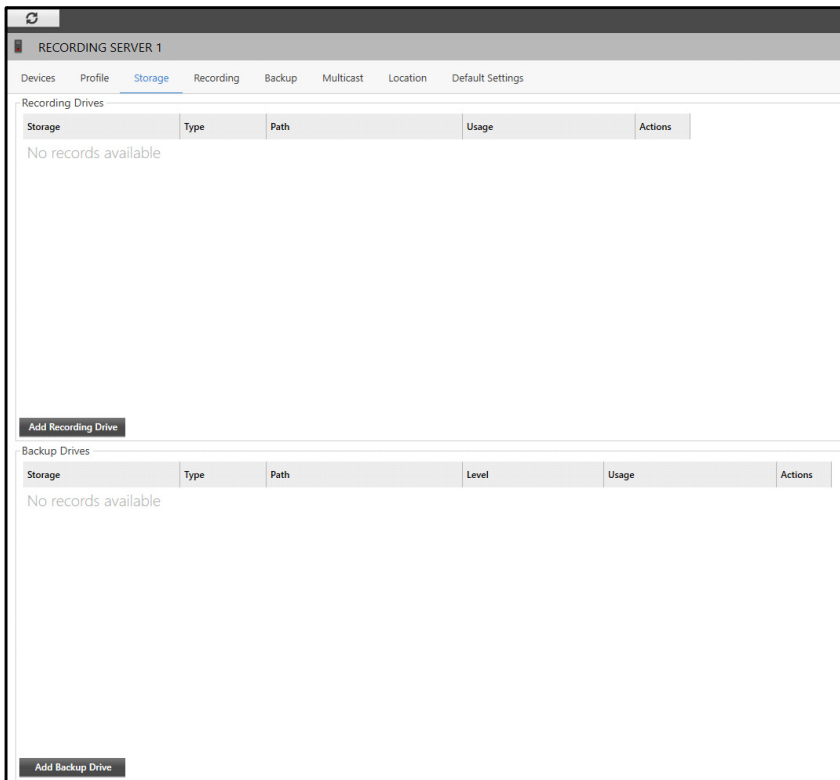 RECORDING SERVER 1
Devices Profile Storage Recording Backup Multicast Location Default Settings
Recording Drives
Storage Type Path Usage Actions
No records available
Add Recording Drive
Backup Drives
Storage Type Path Level Usage Actions
No records available
Add Backup Drive